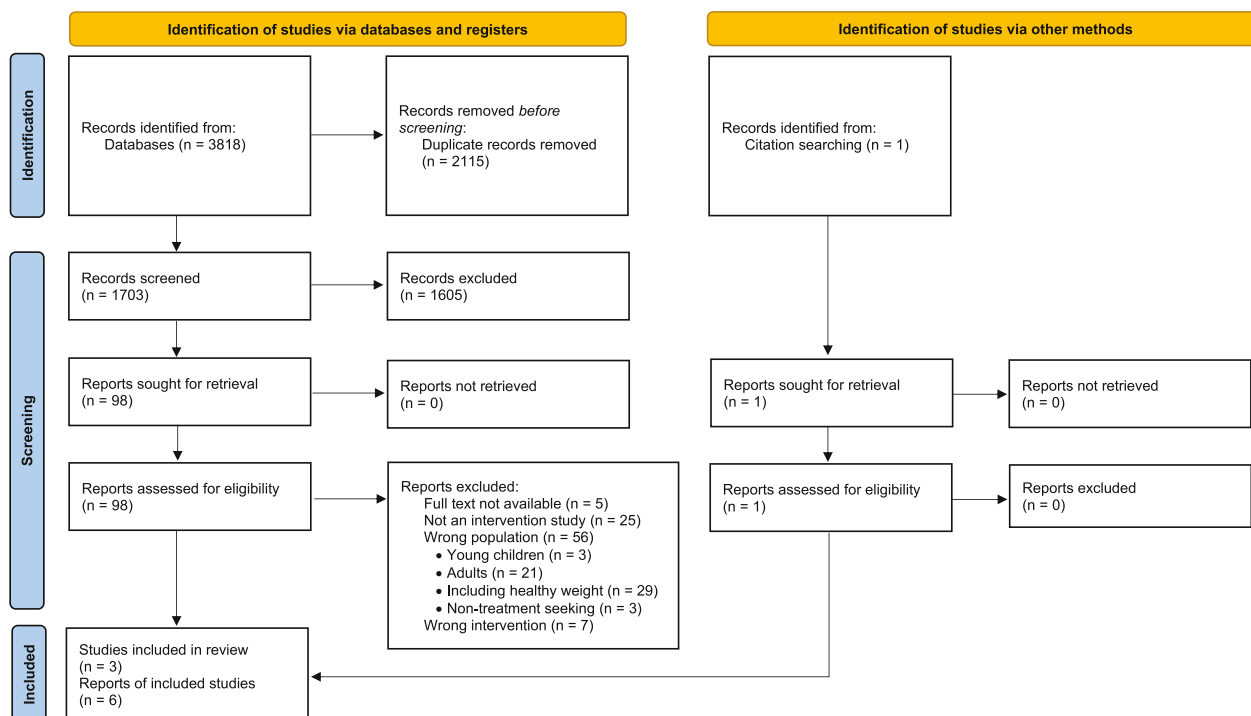 Identification of studies via databases and registers
Identification of studies via other methods
Identification
Records identified from:
Databases (n = 3818)
Records removed before
screening:
Duplicate records removed
(n = 2115)
Records identified from:
Citation searching (n = 1)
Screening
Records screened
(n = 1703)
Records excluded
(n = 1605)
Reports sought for retrieval
(n = 98)
Reports not retrieved
(n = 0)
Reports sought for retrieval
(n = 1)
Reports not retrieved
(n = 0)
Reports assessed for eligibility
(n = 98)
Reports excluded:
Full text not available (n = 5)
Not an intervention study (n = 25)
Wrong population (n = 56)
• Young children (n = 3)
• Adults (n = 21)
• Including healthy weight (n = 29)
• Non-treatment seeking (n = 3)
Wrong intervention (n = 7)
Reports assessed for eligibility
(n = 1)
Reports excluded
(n = 0)
Included
Studies included in review
(n = 3)
Reports of included studies
(n = 6)